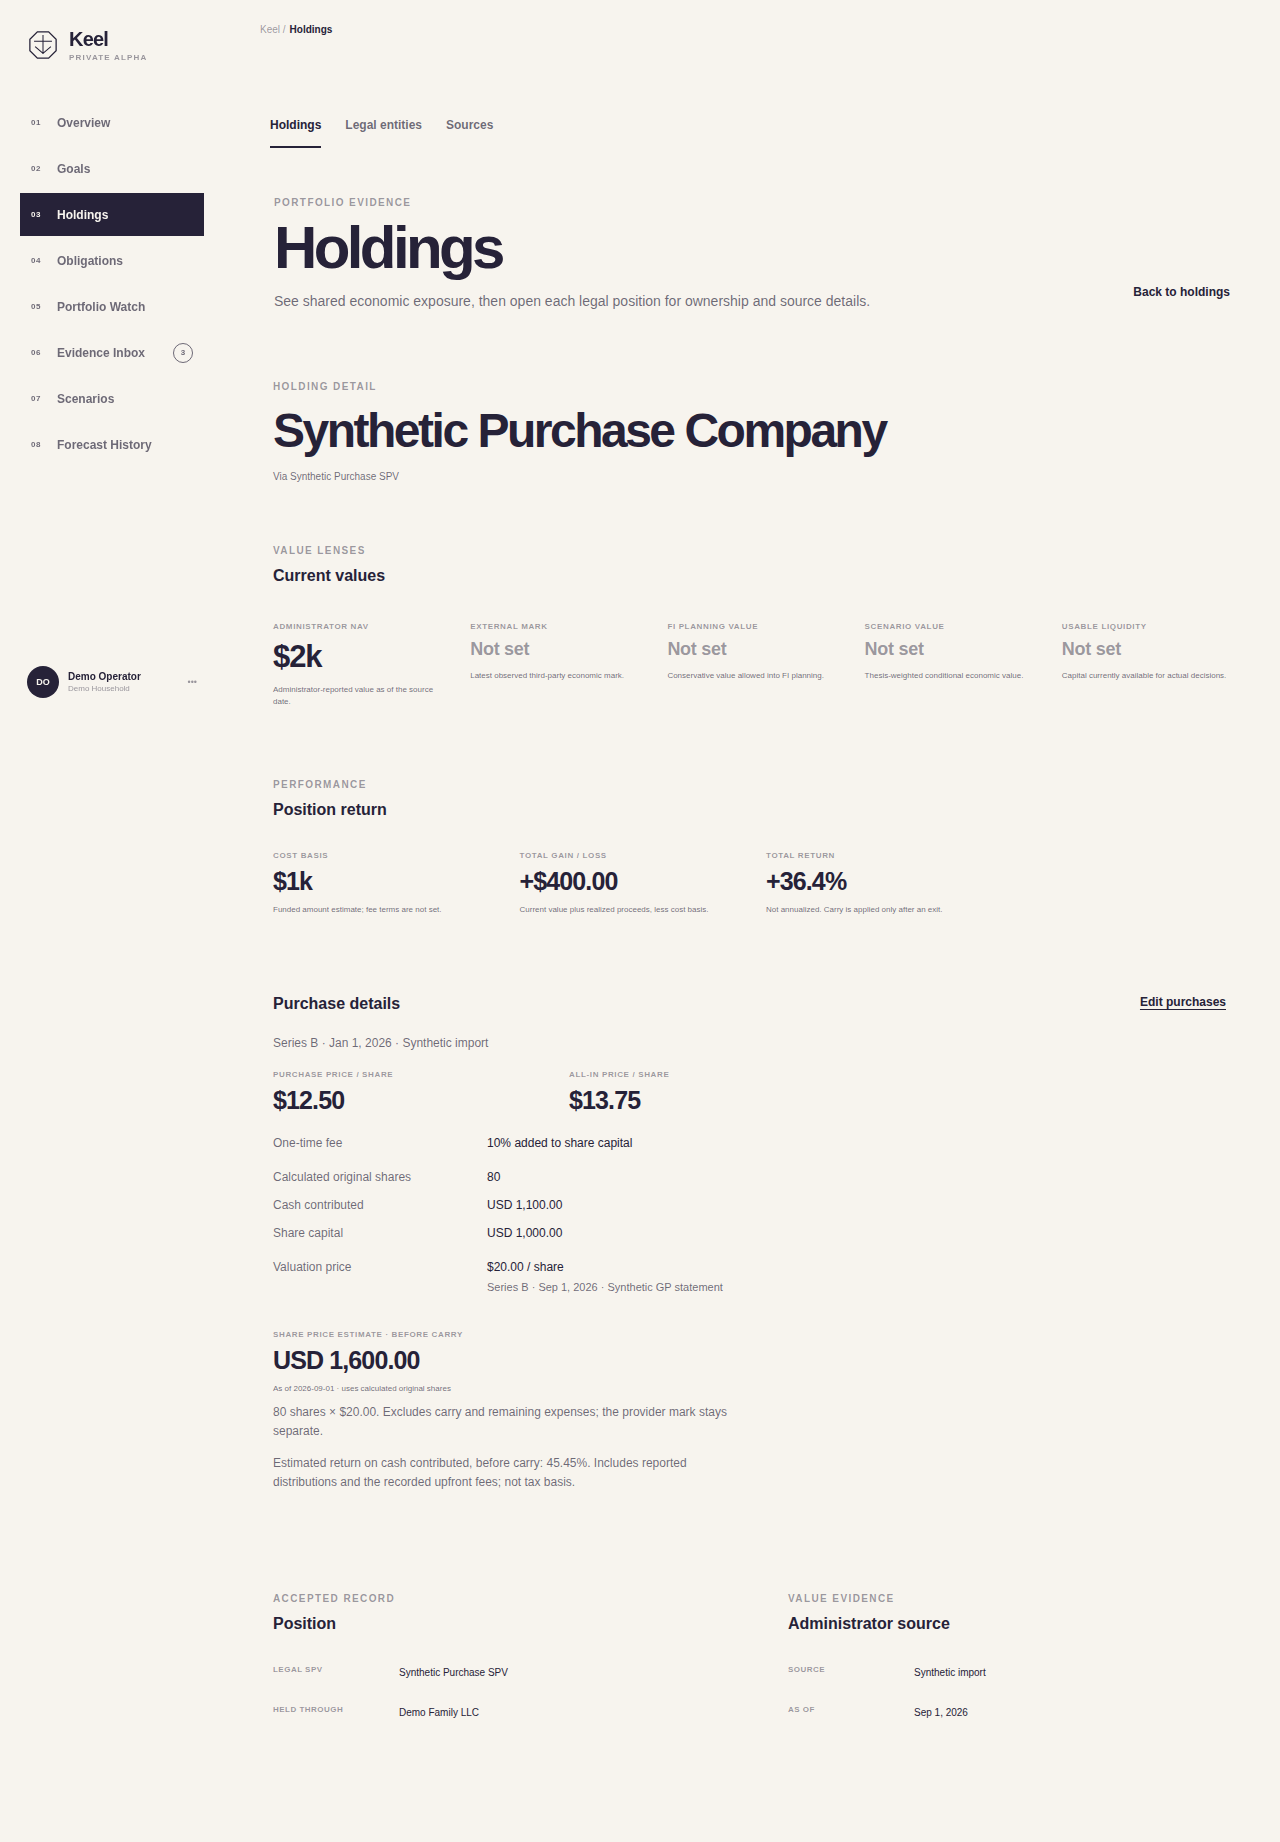 Keel
PRIVATE ALPHA
01 Overview
02 Goals
03 Holdings
04 Obligations
05 Portfolio Watch
06 Evidence Inbox 3
07 Scenarios
08 Forecast History
DO Demo Operator
Demo Household
•••
Keel / Holdings
Holdings Legal entities Sources
PORTFOLIO EVIDENCE
Holdings
See shared economic exposure, then open each legal position for ownership and source details.
Back to holdings
HOLDING DETAIL
Synthetic Purchase Company
Via Synthetic Purchase SPV
VALUE LENSES
Current values
ADMINISTRATOR NAV
$2k
Administrator-reported value as of the source
date.
EXTERNAL MARK
Not set
Latest observed third-party economic mark.
FI PLANNING VALUE
Not set
Conservative value allowed into FI planning.
SCENARIO VALUE
Not set
Thesis-weighted conditional economic value.
USABLE LIQUIDITY
Not set
Capital currently available for actual decisions.
PERFORMANCE
Position return
COST BASIS
$1k
Funded amount estimate; fee terms are not set.
TOTAL GAIN / LOSS
+$400.00
Current value plus realized proceeds, less cost basis.
TOTAL RETURN
+36.4%
Not annualized. Carry is applied only after an exit.
Purchase details
Edit purchases
Series B · Jan 1, 2026 · Synthetic import
PURCHASE PRICE / SHARE
$12.50
ALL-IN PRICE / SHARE
$13.75
One-time fee 10% added to share capital
Calculated original shares 80
Cash contributed USD 1,100.00
Share capital USD 1,000.00
Valuation price $20.00 / share
Series B · Sep 1, 2026 · Synthetic GP statement
SHARE PRICE ESTIMATE · BEFORE CARRY
USD 1,600.00
As of 2026-09-01 · uses calculated original shares
80 shares × $20.00. Excludes carry and remaining expenses; the provider mark stays
separate.
Estimated return on cash contributed, before carry: 45.45%. Includes reported
distributions and the recorded upfront fees; not tax basis.
ACCEPTED RECORD
Position
LEGAL SPV Synthetic Purchase SPV
HELD THROUGH Demo Family LLC
VALUE EVIDENCE
Administrator source
SOURCE Synthetic import
AS OF Sep 1, 2026